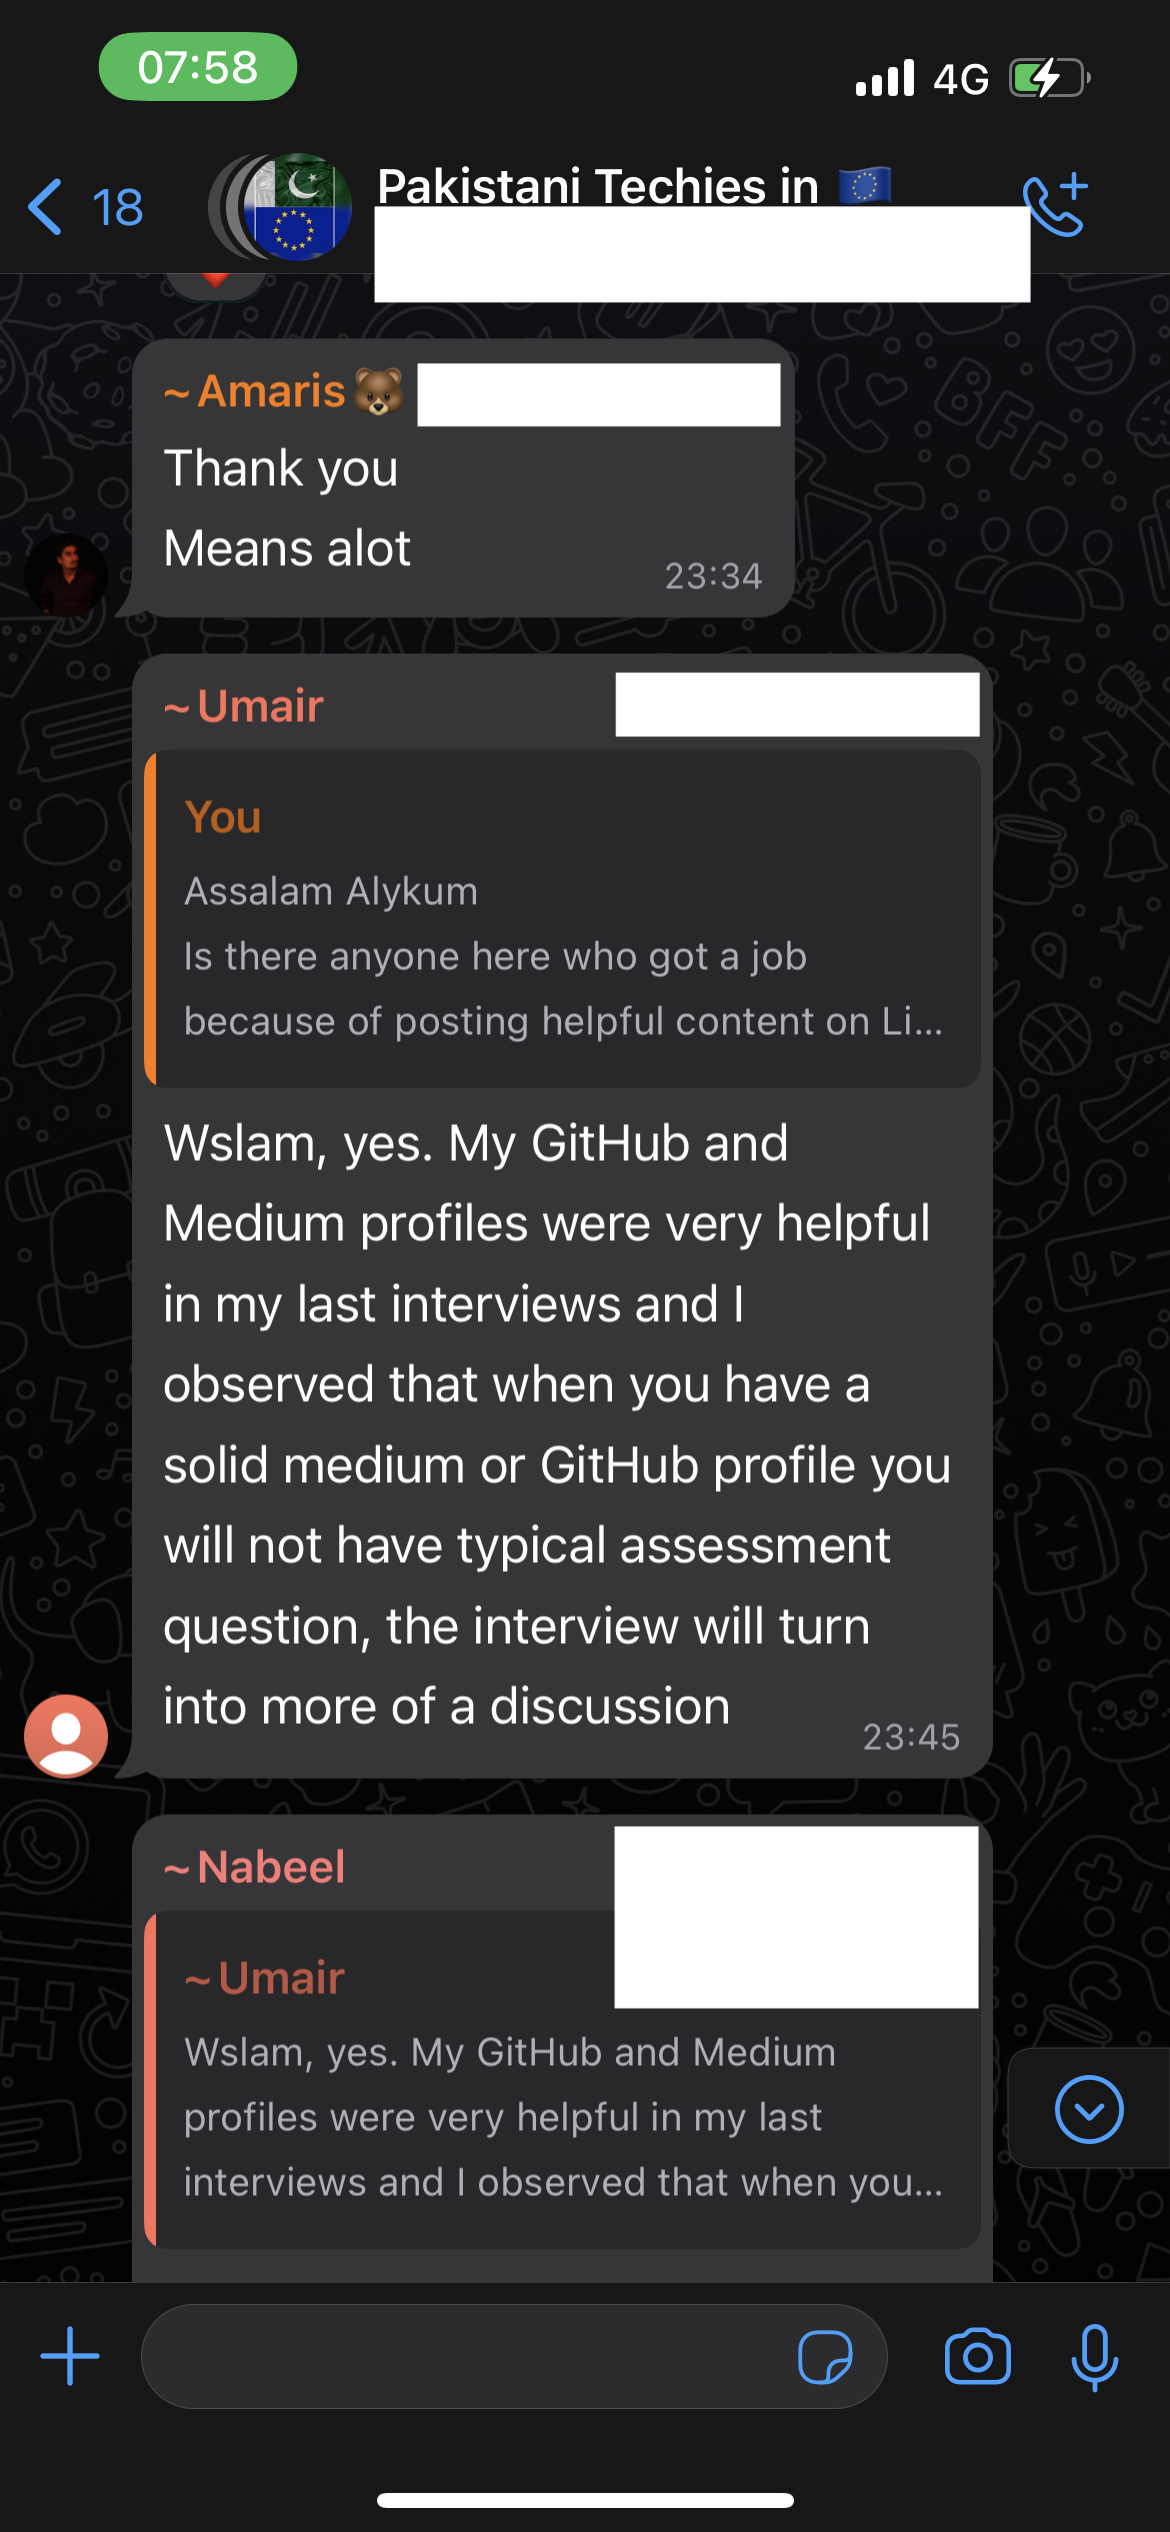 07:58
4G
18
Pakistani Techies in 🇪🇺
~ Amaris🐻
Thank you
Means alot
23:34
~ Umair
You
Assalam Alykum
Is there anyone here who got a job
because of posting helpful content on Li...
Wslam, yes. My GitHub and
Medium profiles were very helpful
in my last interviews and I
observed that when you have a
solid medium or GitHub profile you
will not have typical assessment
question, the interview will turn
into more of a discussion
23:45
~ Nabeel
~ Umair
Wslam, yes. My GitHub and Medium
profiles were very helpful in my last
interviews and I observed that when you...